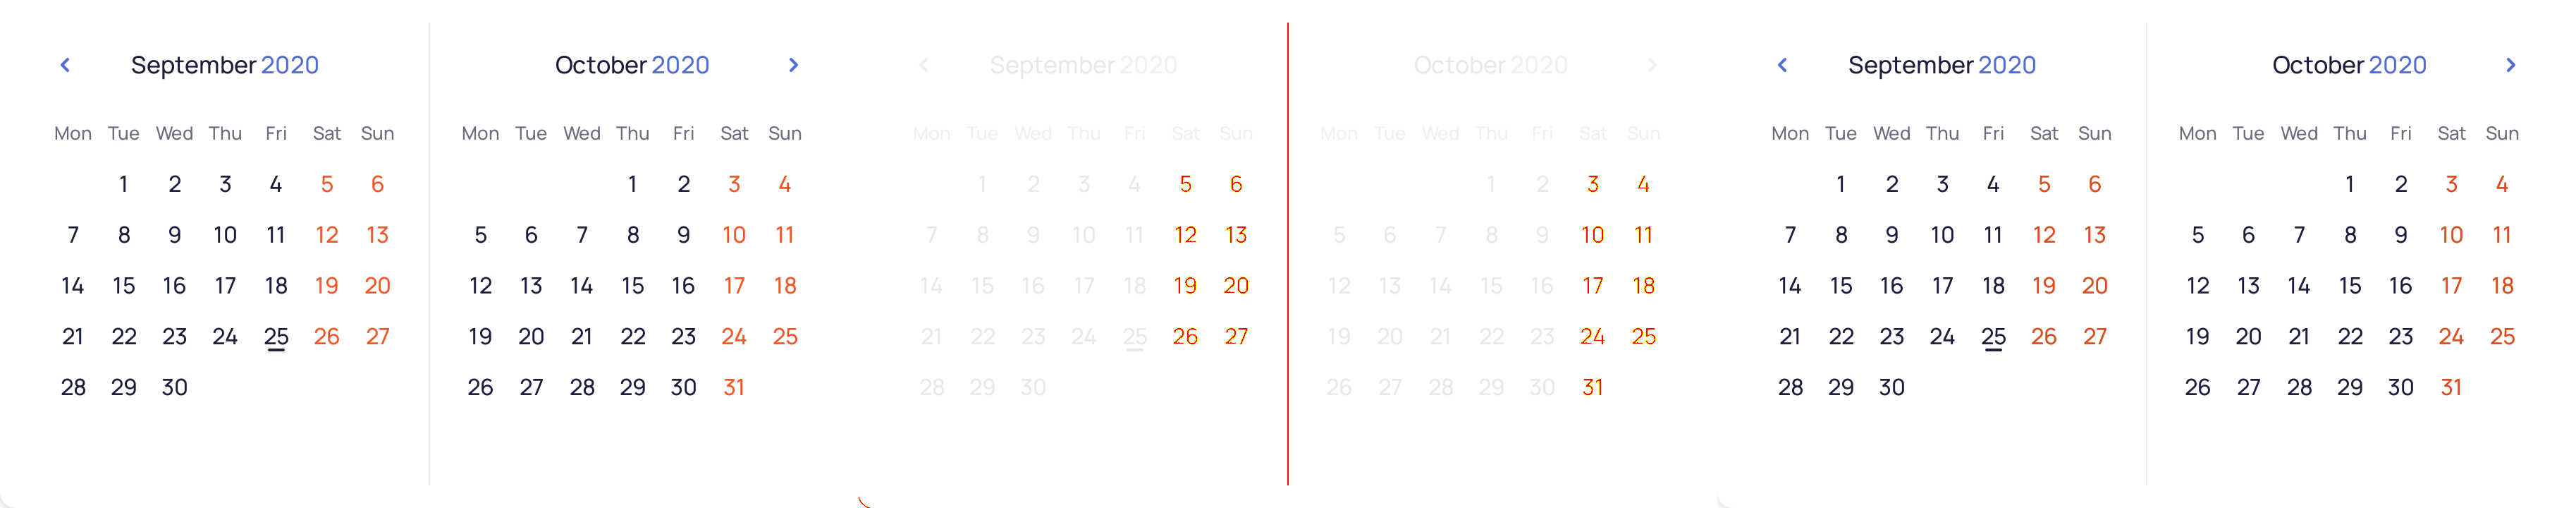 September 2020 October 2020 September 2020 October 2020 September 2020 October 2020
Mon Tue Wed Thu Fri Sat Sun Mon Tue Wed Thu Fri Sat Sun Mon Tue Wed Thu Fri Sat Sun Mon Tue Wed Thu Fri Sat Sun Mon Tue Wed Thu Fri Sat Sun Mon Tue Wed Thu Fri Sat Sun
1 2 3 4 5 6 1 2 3 4 1 2 3 4 5 6 1 2 3 4 1 2 3 4 5 6 1 2 3 4
7 8 9 10 11 12 13 5 6 7 8 9 10 11 7 8 9 10 11 12 13 5 6 7 8 9 10 11 7 8 9 10 11 12 13 5 6 7 8 9 10 11
14 15 16 17 18 19 20 12 13 14 15 16 17 18 14 15 16 17 18 19 20 12 13 14 15 16 17 18 14 15 16 17 18 19 20 12 13 14 15 16 17 18
21 22 23 24 25 26 27 19 20 21 22 23 24 25 21 22 23 24 25 26 27 19 20 21 22 23 24 25 21 22 23 24 25 26 27 19 20 21 22 23 24 25
28 29 30 26 27 28 29 30 31 28 29 30 26 27 28 29 30 31 28 29 30 26 27 28 29 30 31